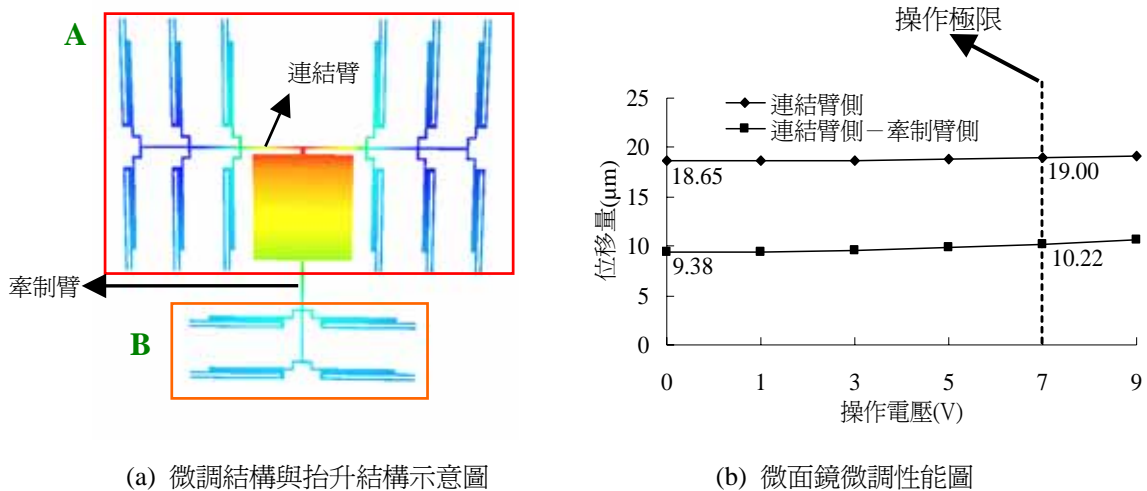 A
連結臂
牽制臂
B
(a) 微調結構與抬升結構示意圖
操作極限
連結臂側
連結臂側－牽制臂側
位移量(μm)
25
20
15
10
5
0
18.65
19.00
9.38
10.22
0 1 3 5 7 9
操作電壓(V)
(b) 微面鏡微調性能圖